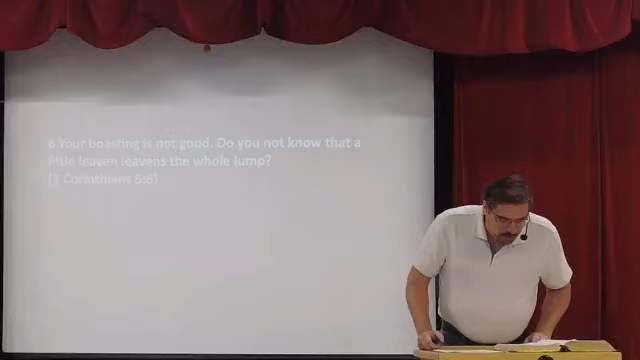 6 Your boasting is not good. Do you not know that a
little leaven leavens the whole lump?
(1 Corinthians 5:6)